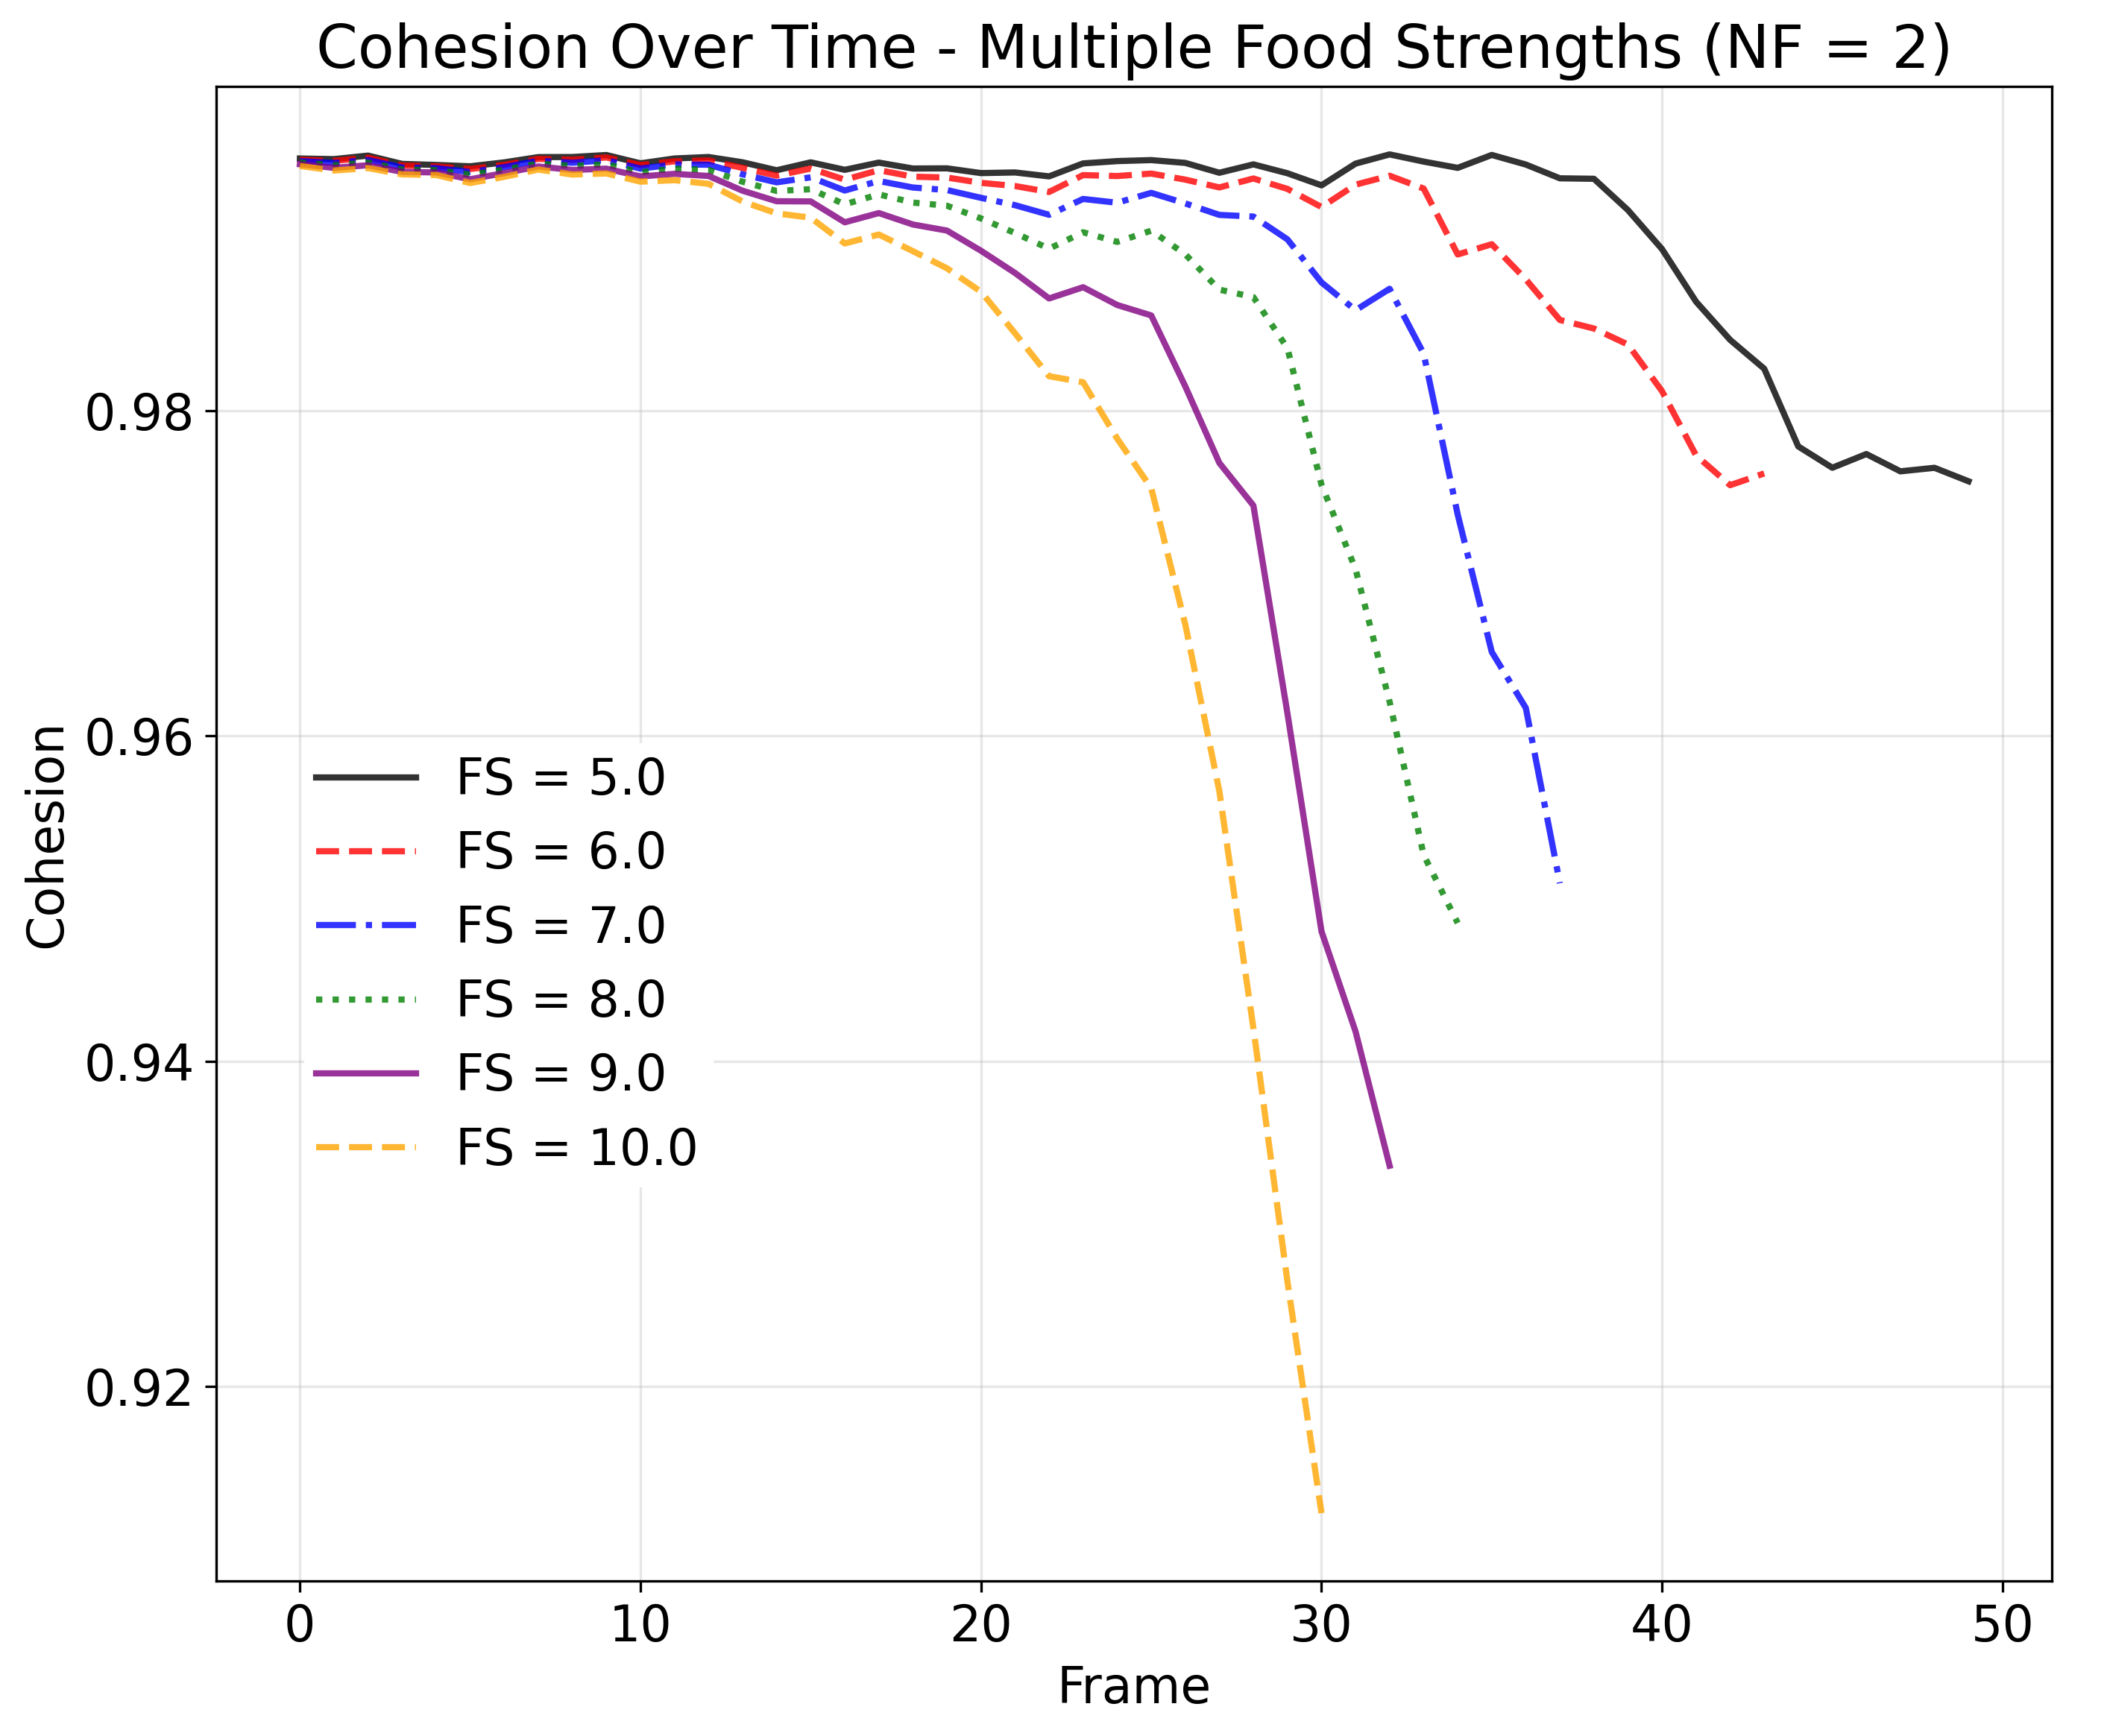 Cohesion Over Time - Multiple Food Strengths (NF = 2)
Cohesion
0.98
0.96
0.94
0.92
FS = 5.0
FS = 6.0
FS = 7.0
FS = 8.0
FS = 9.0
FS = 10.0
0 10 20 30 40 50
Frame